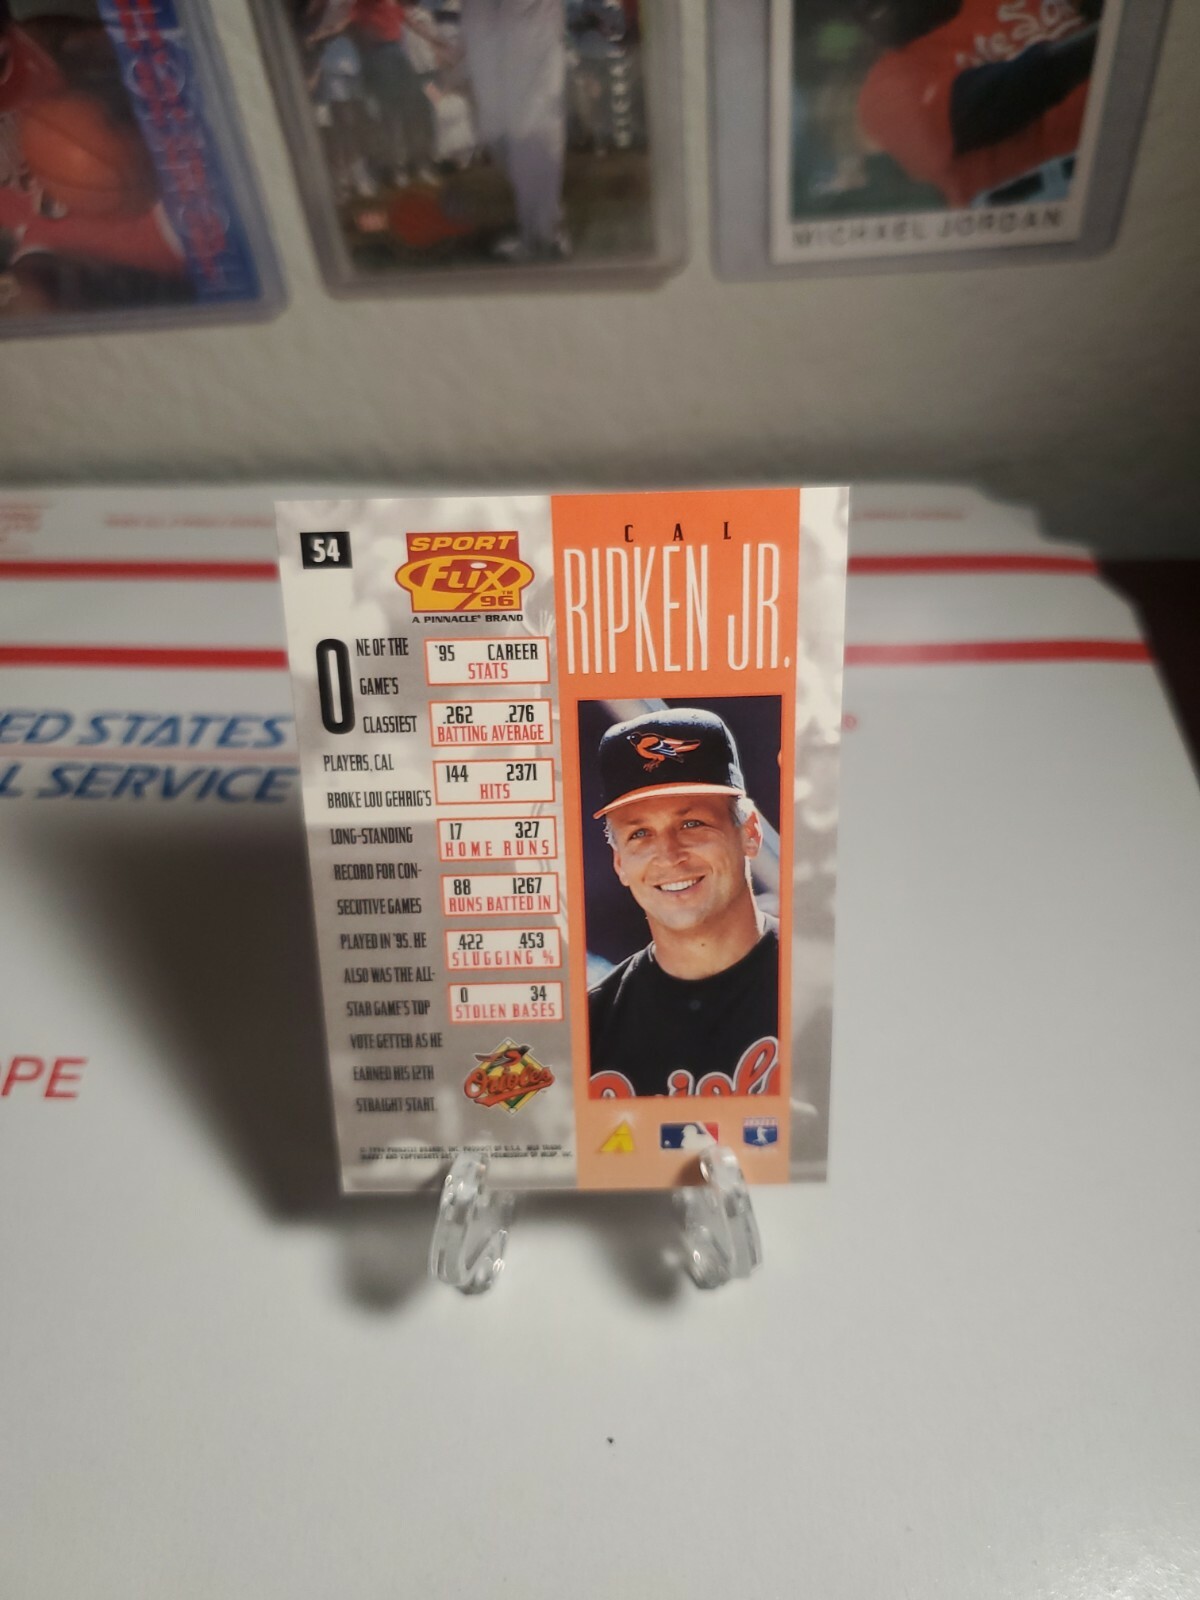 MICHAEL JORDAN
54
SPORT
FLIX
96
A PINNACLE® BRAND
CAL
RIPKEN JR.
ONE OF THE
GAME'S
CLASSIEST
PLAYERS, CAL
BROKE LOU GEHRIG'S
LONG-STANDING
RECORD FOR CON-
SECUTIVE GAMES
PLAYED IN '95. HE
ALSO WAS THE ALL-
STAR GAME'S TOP
VOTE GETTER AS HE
EARNED HIS 12TH
STRAIGHT START.
'95 CAREER
STATS
.262 .276
BATTING AVERAGE
144 2371
HITS
17 327
HOME RUNS
88 1267
RUNS BATTED IN
.422 .453
SLUGGING %
0 34
STOLEN BASES
Orioles
ED STATES
L SERVICE
OPE